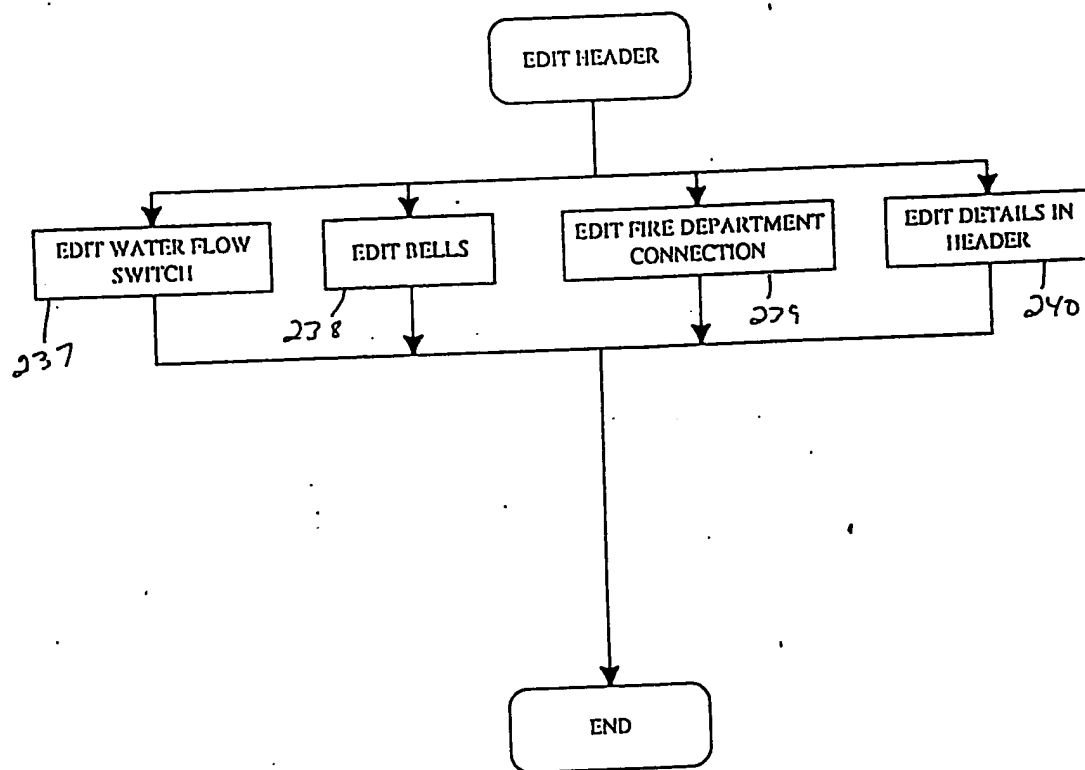 EDIT HEADER
EDIT WATER FLOW
SWITCH
EDIT BELLS
EDIT FIRE DEPARTMENT
CONNECTION
EDIT DETAILS IN
HEADER
237
238
239
240
END